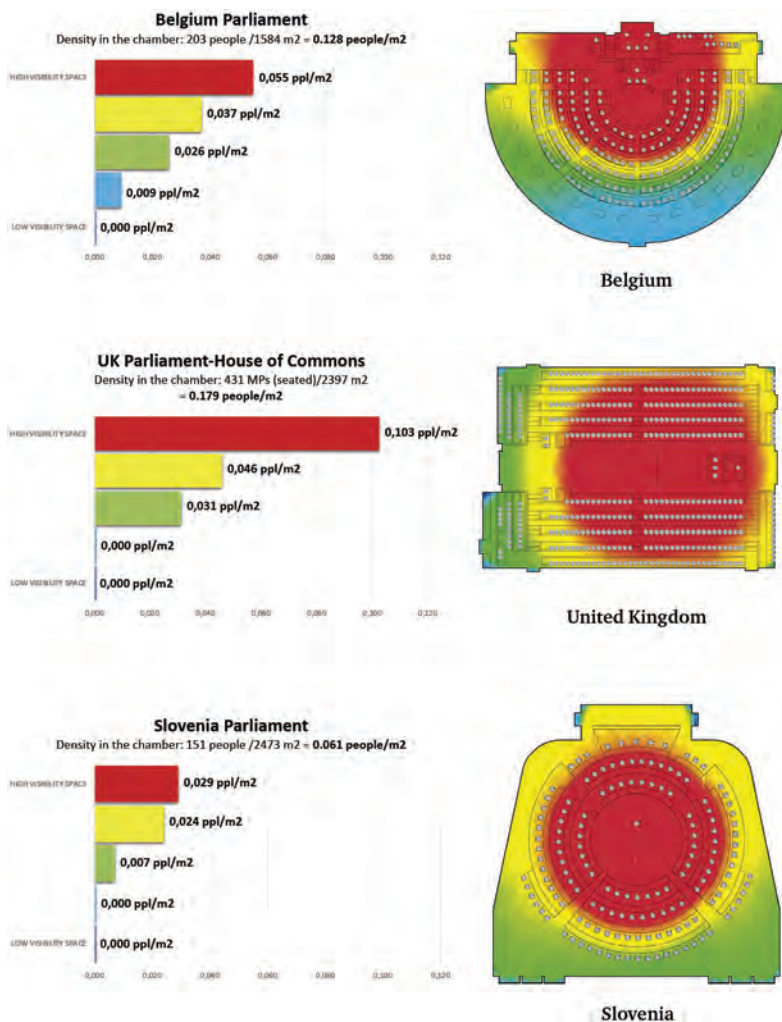 Belgium Parliament
Density in the chamber: 203 people /1584 m2 = 0.128 people/m2
HIGH VISIBILITY SPACE
0,055 ppl/m2
0,037 ppl/m2
0,026 ppl/m2
0,009 ppl/m2
LOW VISIBILITY SPACE
0,000 ppl/m2
0,000 0,020 0,040 0,060 0,080 0,100 0,120
Belgium
UK Parliament-House of Commons
Density in the chamber: 431 MPs (seated)/2397 m2
= 0.179 people/m2
HIGH VISIBILITY SPACE
0,103 ppl/m2
0,046 ppl/m2
0,031 ppl/m2
0,000 ppl/m2
LOW VISIBILITY SPACE
0,000 ppl/m2
0,000 0,020 0,040 0,060 0,080 0,100 0,120
United Kingdom
Slovenia Parliament
Density in the chamber: 151 people /2473 m2 = 0.061 people/m2
HIGH VISIBILITY SPACE
0,029 ppl/m2
0,024 ppl/m2
0,007 ppl/m2
0,000 ppl/m2
LOW VISIBILITY SPACE
0,000 ppl/m2
0,000 0,020 0,040 0,060 0,080 0,100 0,120
Slovenia